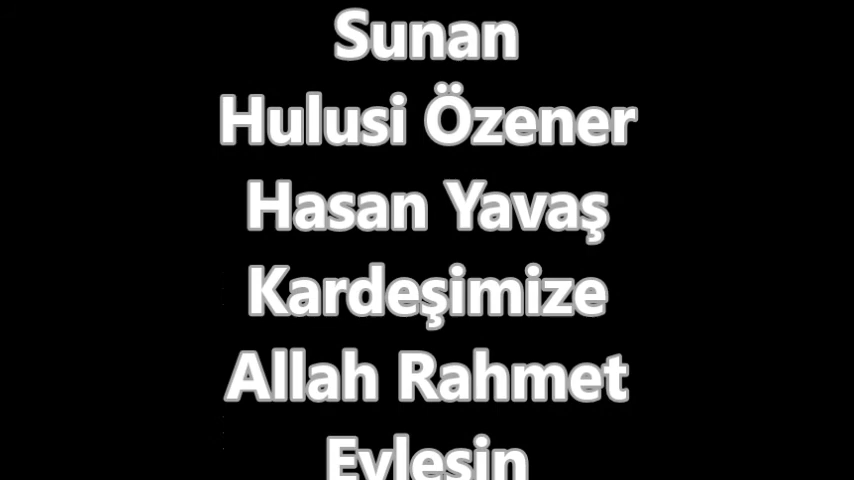 Sunan
Hulusi Özener
Hasan Yavaş
Kardeşimize
Allah Rahmet
Eylesin